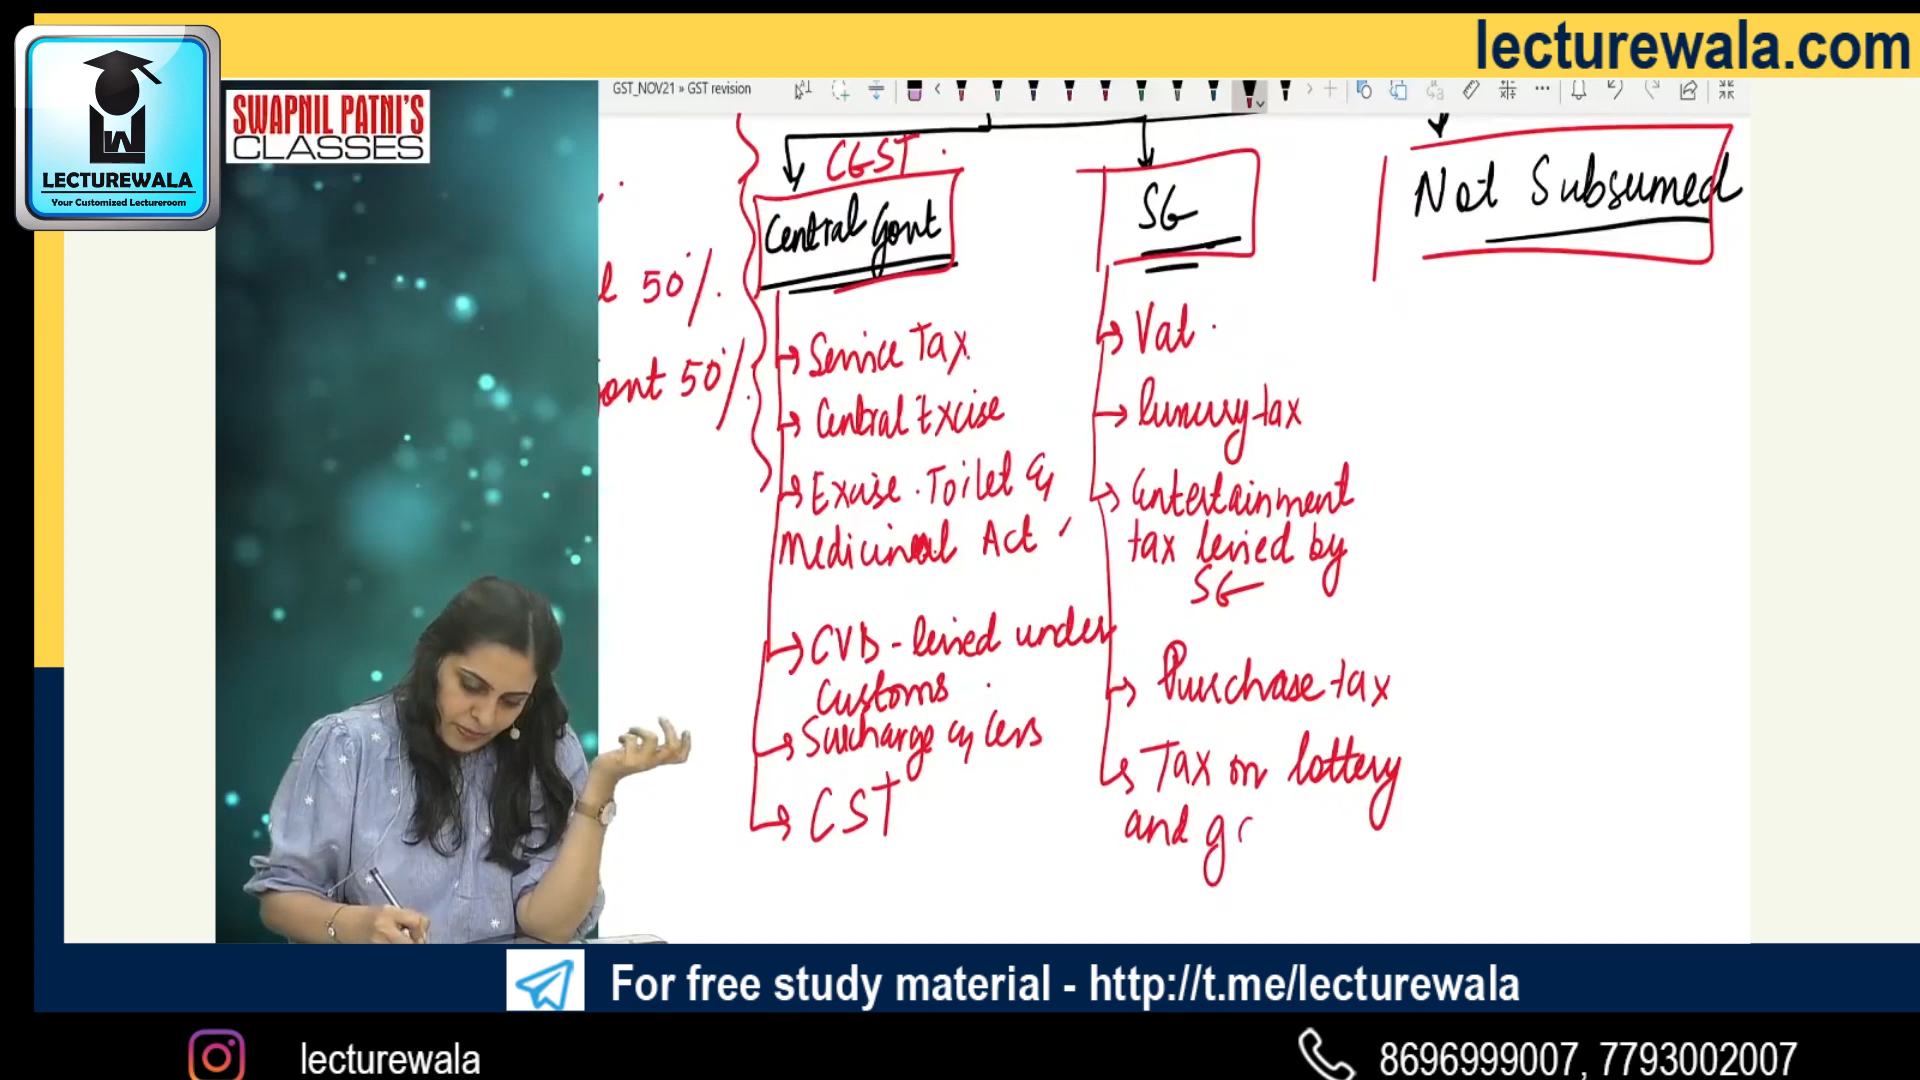 lecturewala.com
LW
LECTUREWALA
Your Customized Lectureroom
SWAPNIL PATNI'S
CLASSES
GST_NOV21 » GST revision
CGST
Central Govt
SG
Not Subsumed
50%.
50%.
Service Tax
Central Excise
Excise. Toilet &
Medicinal Act
CVD - levied under
Customs.
Surcharge & Cess
CST
Vat.
luxury tax
Entertainment
tax levied by
SG
Purchase tax
Tax on lottery
and g
For free study material - http://t.me/lecturewala
lecturewala
8696999007, 7793002007